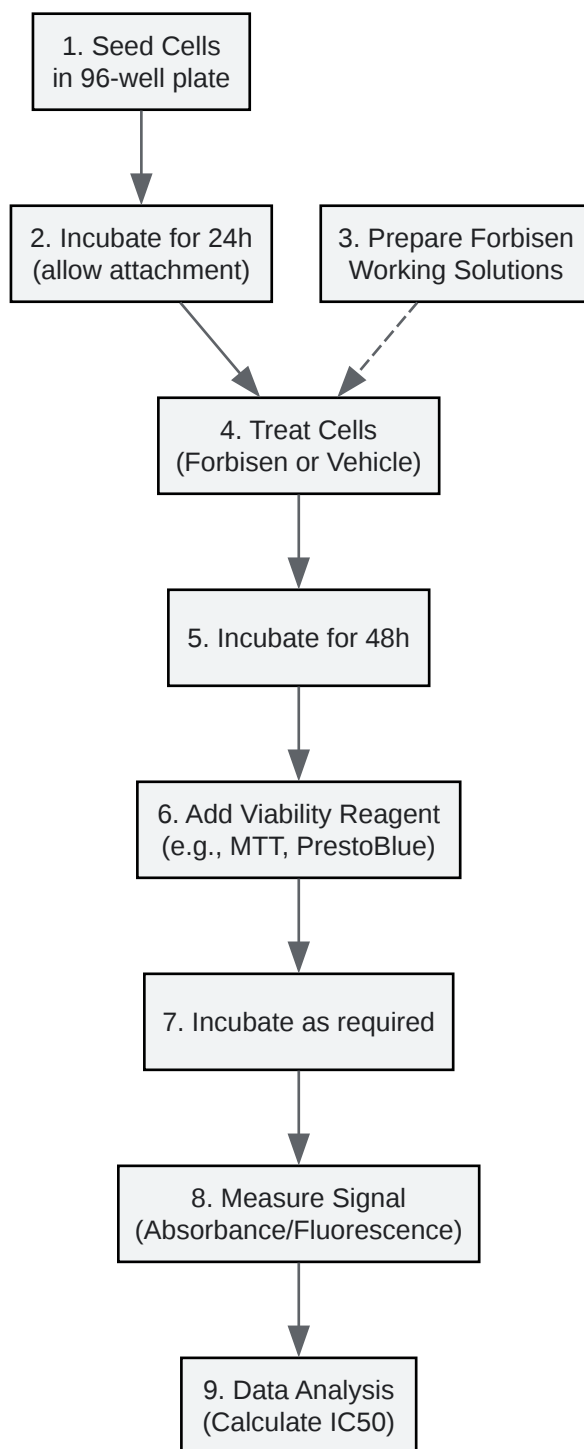 1. Seed Cells
in 96-well plate
2. Incubate for 24h
(allow attachment)
3. Prepare Forbisen
Working Solutions
4. Treat Cells
(Forbisen or Vehicle)
5. Incubate for 48h
6. Add Viability Reagent
(e.g., MTT, PrestoBlue)
7. Incubate as required
8. Measure Signal
(Absorbance/Fluorescence)
9. Data Analysis
(Calculate IC50)